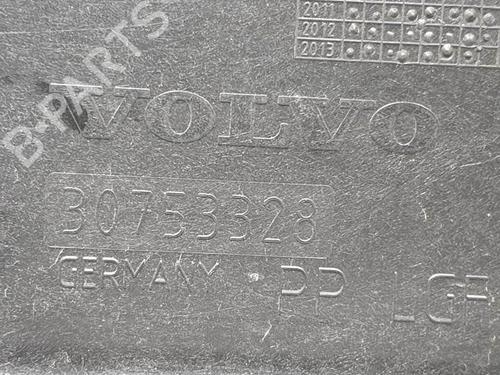 2011
2012
2013
B-PARTS
VOLVO
30753328
GERMANY PP LGF